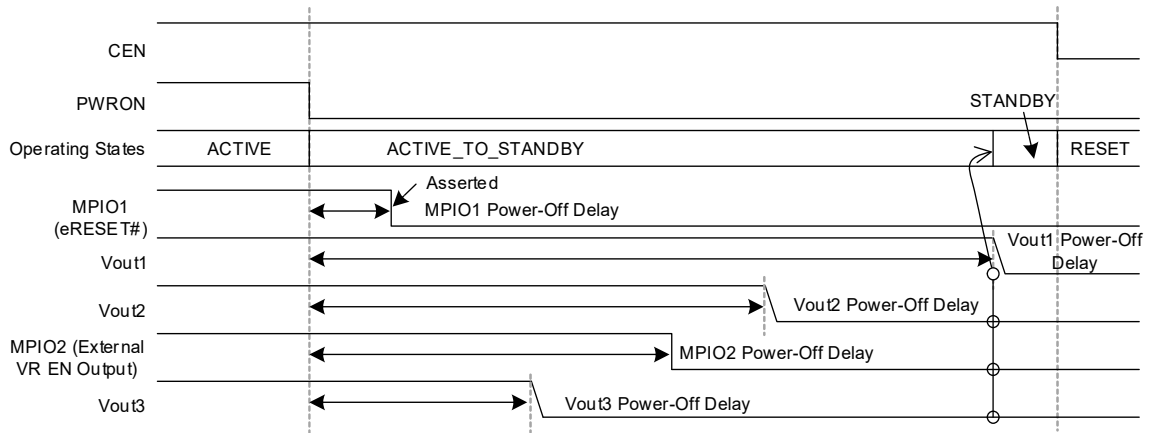 CEN
PWRON
STANDBY
Operating States
ACTIVE
ACTIVE_TO_STANDBY
RESET
Asserted
MPIO1
(eRESET#)
MPIO1 Power-Off Delay
Vout1
Vout1 Power-Off
Delay
Vout2
Vout2 Power-Off Delay
MPIO2 (External
VR EN Output)
MPIO2 Power-Off Delay
Vout3
Vout3 Power-Off Delay